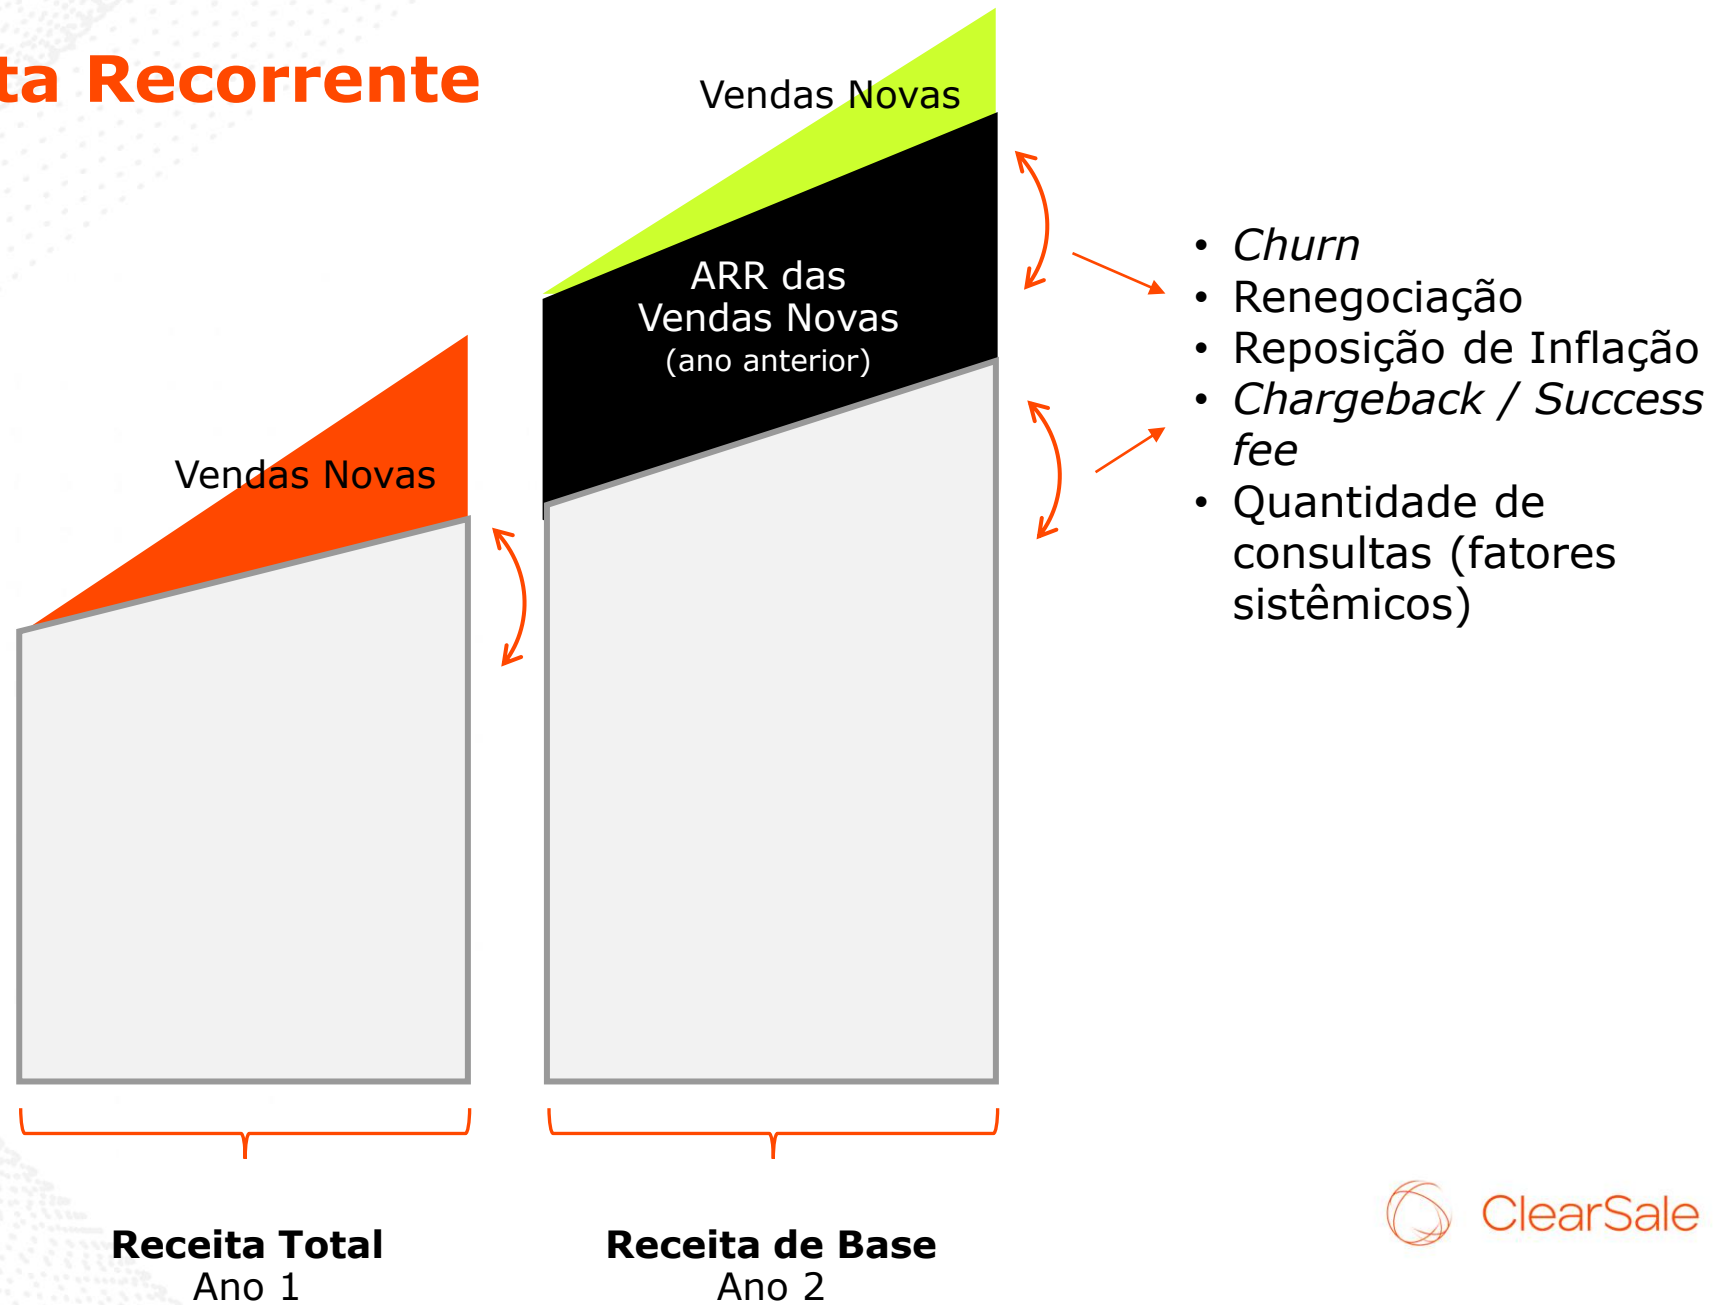 ta Recorrente
Vendas Novas
ARR das
Vendas Novas
(ano anterior)
Vendas Novas
• Churn
• Renegociação
• Reposição de Inflação
• Chargeback / Success
fee
• Quantidade de
consultas (fatores
sistêmicos)
Receita Total
Ano 1
Receita de Base
Ano 2
ClearSale